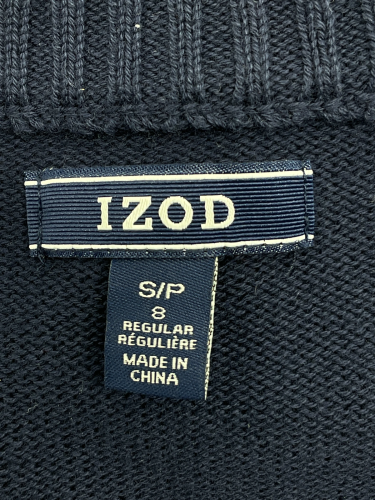 IZOD
S/P
8
REGULAR
RÉGULIÈRE
MADE IN
CHINA